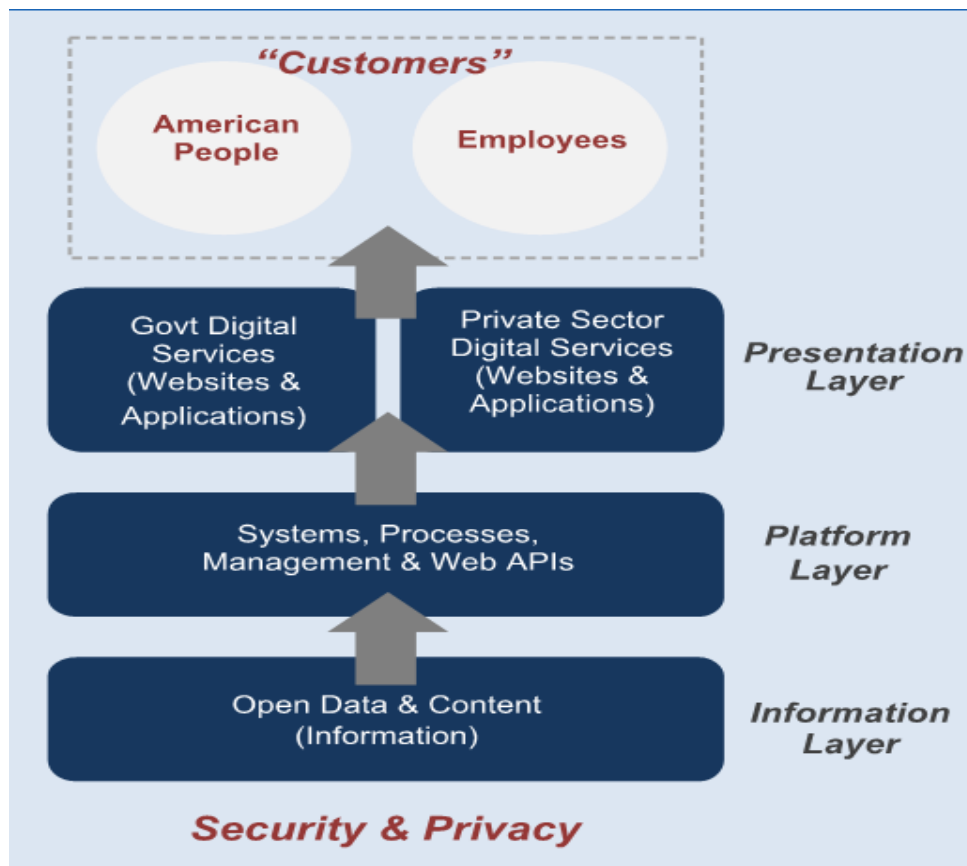 “Customers”
American
People
Employees
Govt Digital
Services
(Websites &
Applications)
Private Sector
Digital Services
(Websites &
Applications)
Presentation
Layer
Systems, Processes,
Management & Web APIs
Platform
Layer
Open Data & Content
(Information)
Information
Layer
Security & Privacy